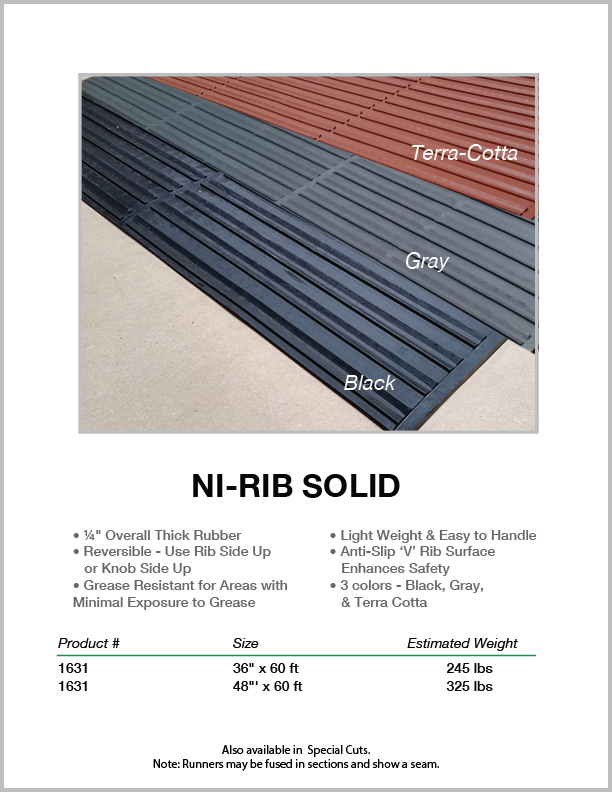 Terra-Cotta
Gray
Black
NI-RIB SOLID
• ¼" Overall Thick Rubber
• Reversible - Use Rib Side Up
or Knob Side Up
• Grease Resistant for Areas with
Minimal Exposure to Grease
• Light Weight & Easy to Handle
• Anti-Slip ‘V’ Rib Surface
Enhances Safety
• 3 colors - Black, Gray,
& Terra Cotta
Product # Size Estimated Weight
1631 36" x 60 ft 245 lbs
1631 48"' x 60 ft 325 lbs
Also available in Special Cuts.
Note: Runners may be fused in sections and show a seam.